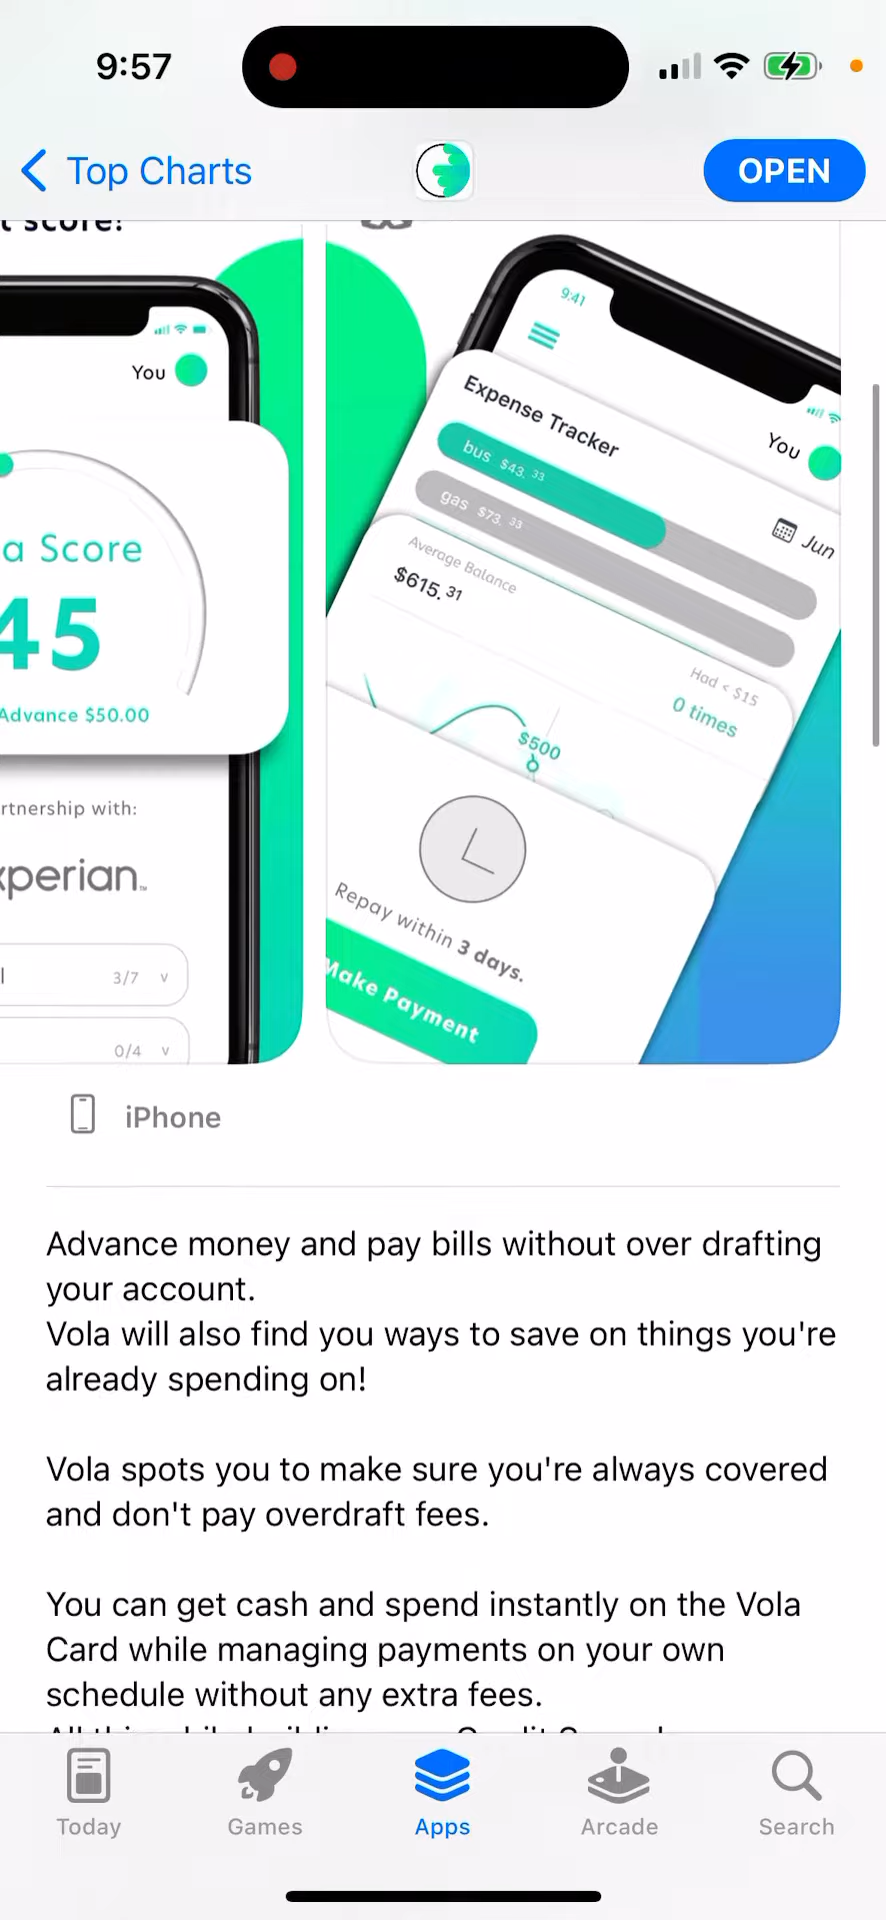 9:57
Top Charts
OPEN
t score!
You
a Score
45
Advance $50.00
rtnership with:
xperian
3/7
0/4
9:41
You
Expense Tracker
bus $43.33
gas $73.33
Jun
Average Balance
$615.31
Had < $15
0 times
$500
Repay within 3 days.
Make Payment
iPhone
Advance money and pay bills without over drafting
your account.
Vola will also find you ways to save on things you're
already spending on!
Vola spots you to make sure you're always covered
and don't pay overdraft fees.
You can get cash and spend instantly on the Vola
Card while managing payments on your own
schedule without any extra fees.
Today
Games
Apps
Arcade
Search